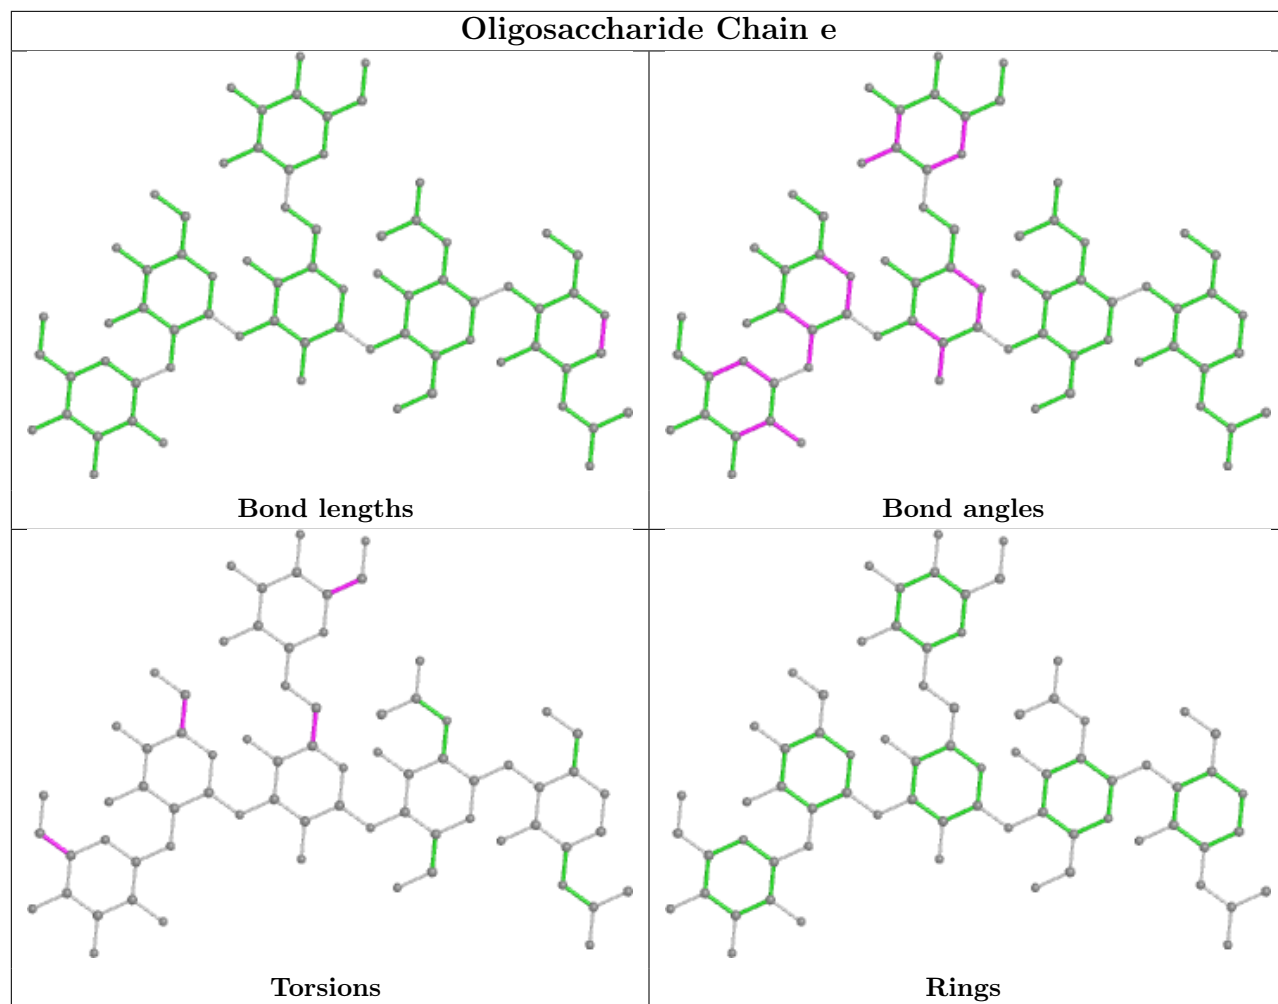 Oligosaccharide Chain e
Bond lengths
Bond angles
Torsions
Rings